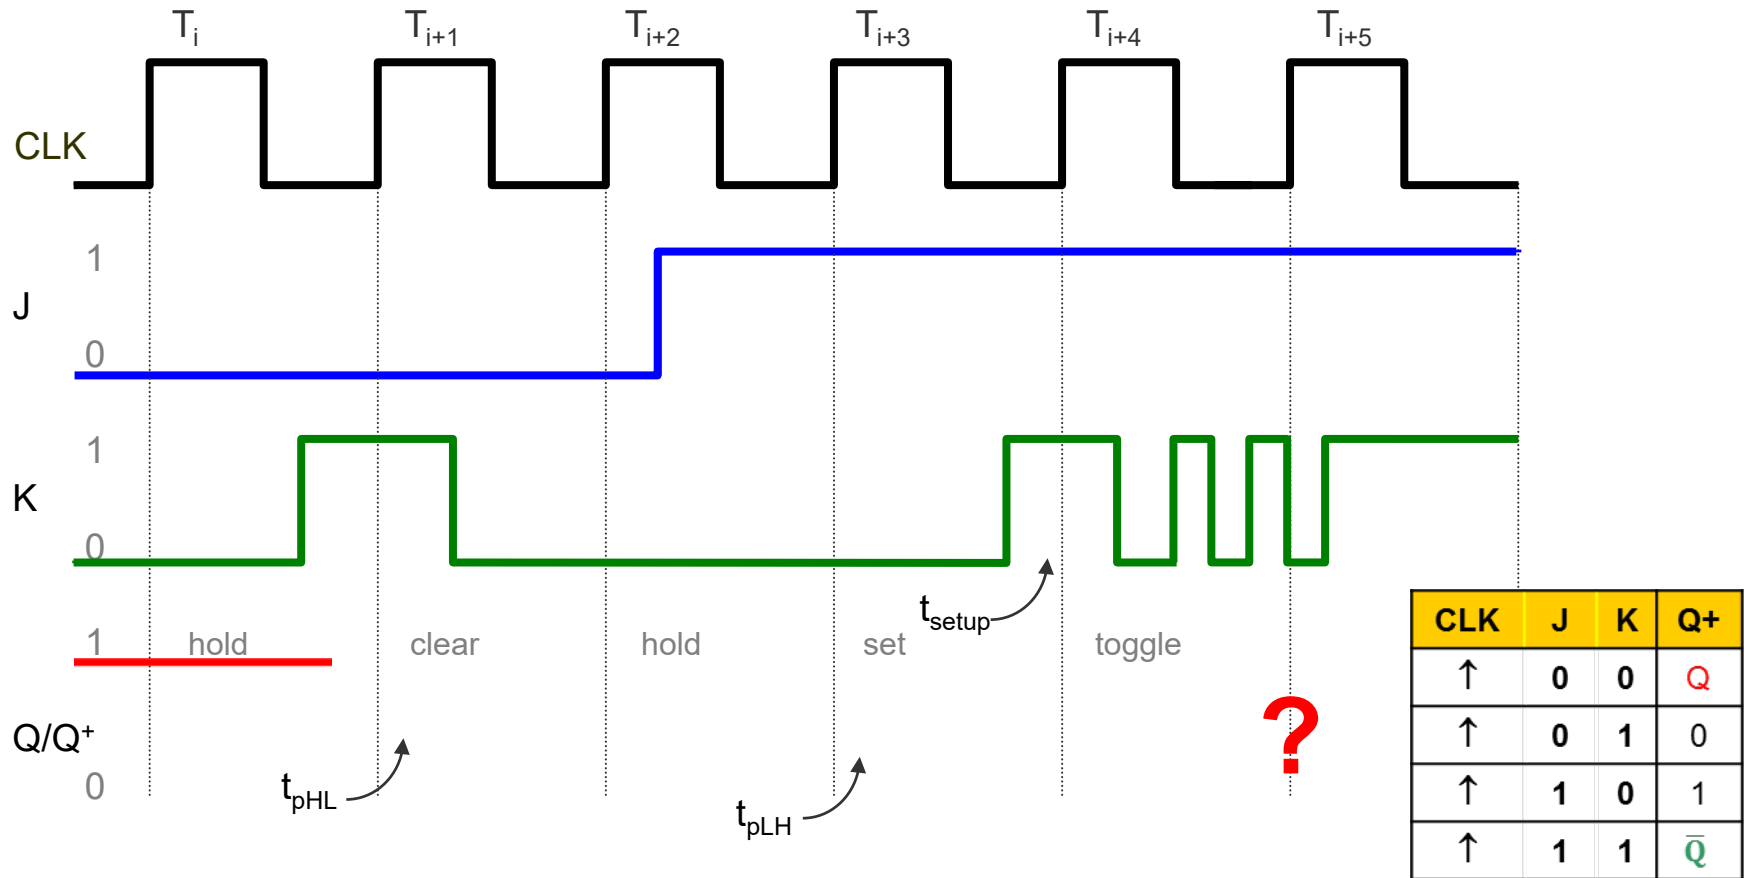 Ti Ti+1 Ti+2 Ti+3 Ti+4 Ti+5
CLK
1
J
0
1
K
0
tsetup
1 hold clear hold set toggle
Q/Q+
?
0
tpHL
tpLH
CLK J K Q+
↑ 0 0 Q
↑ 0 1 0
↑ 1 0 1
↑ 1 1 Q̅